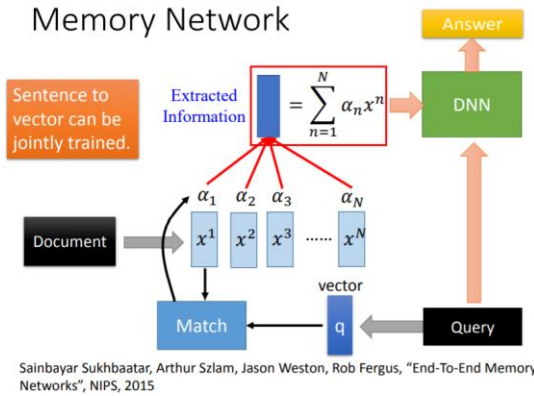 Memory Network
Answer
Sentence to
vector can be
jointly trained.
Extracted
Information
= \sum_{n=1}^{N} α_n x^n
DNN
α_1 α_2 α_3 α_N
Document
x^1 x^2 x^3 ...... x^N
vector
Match
q
Query
Sainbayar Sukhbaatar, Arthur Szlam, Jason Weston, Rob Fergus, “End-To-End Memory
Networks”, NIPS, 2015